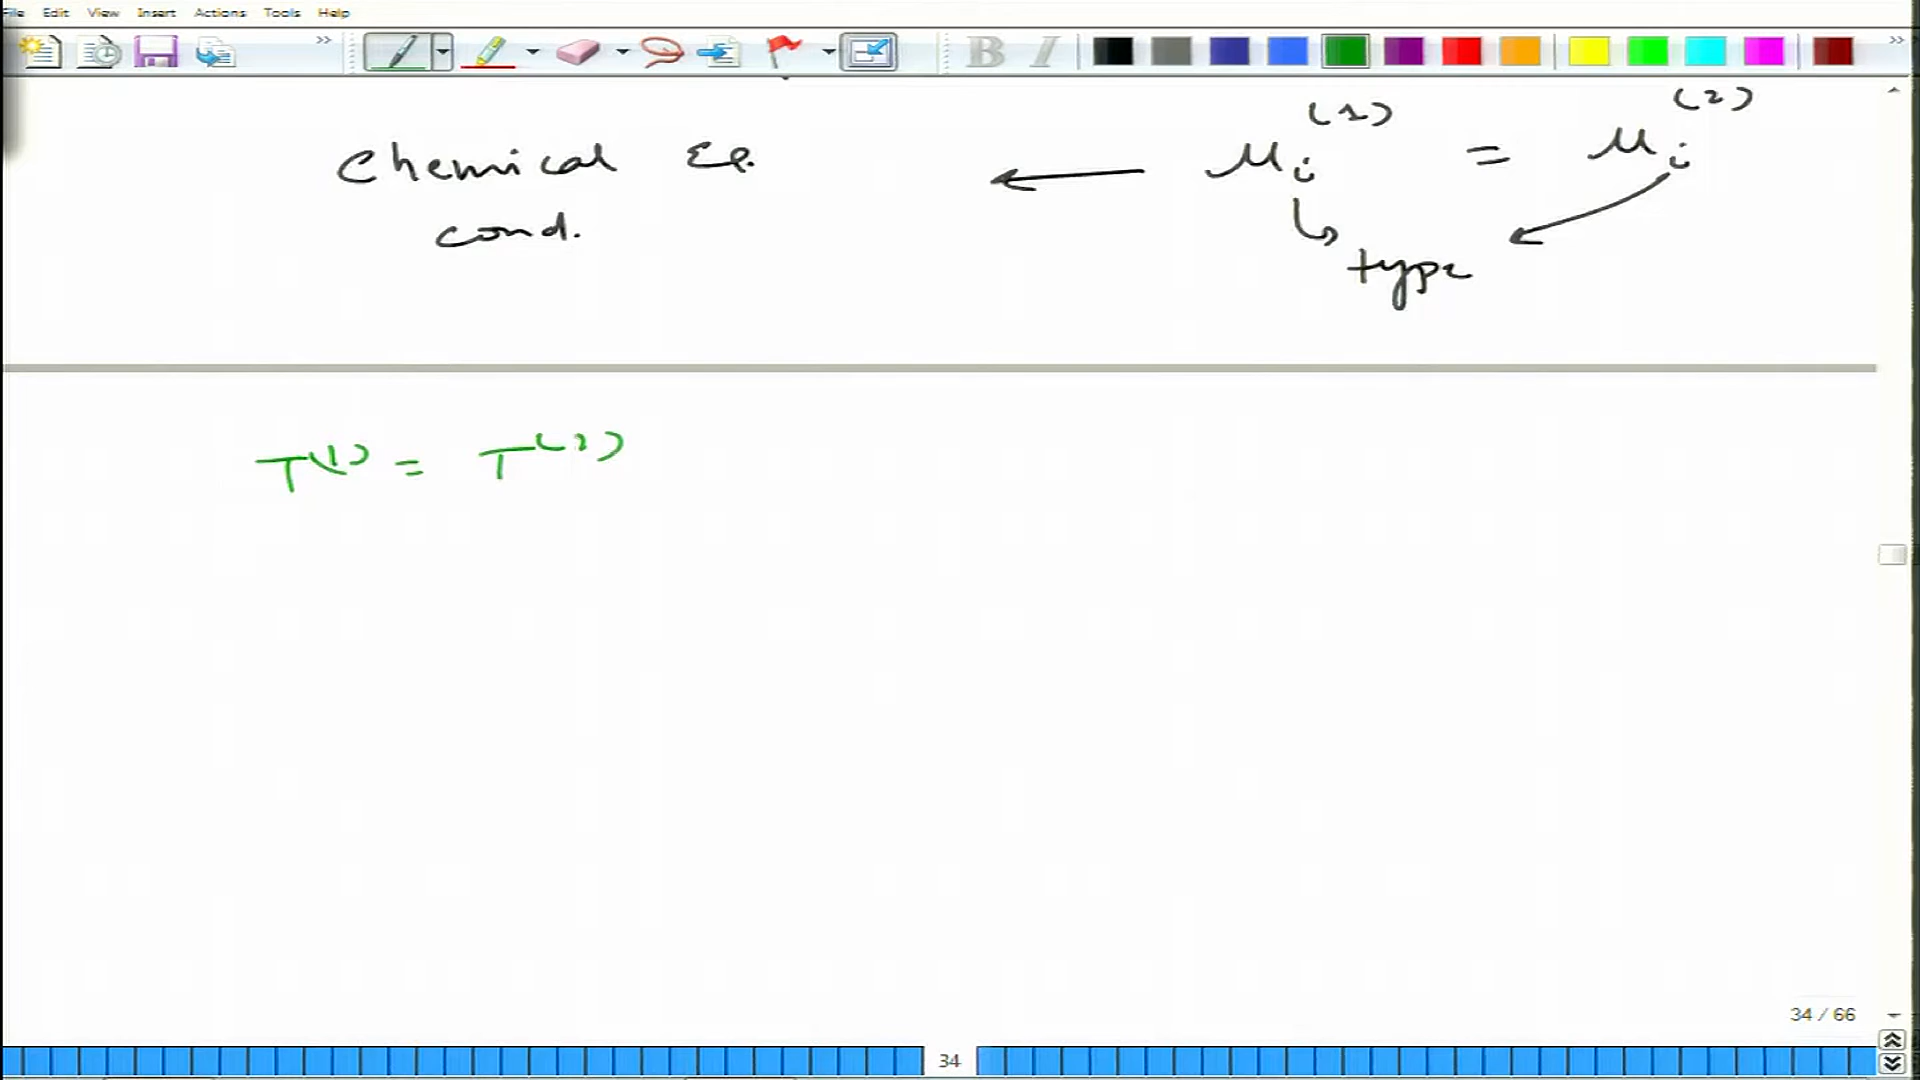 File Edit View Insert Actions Tools Help
B I
Chemical Eq. ← μᵢ⁽¹⁾ = μᵢ⁽²⁾
cond.
type
T⁽¹⁾ = T⁽²⁾
34 / 66
34